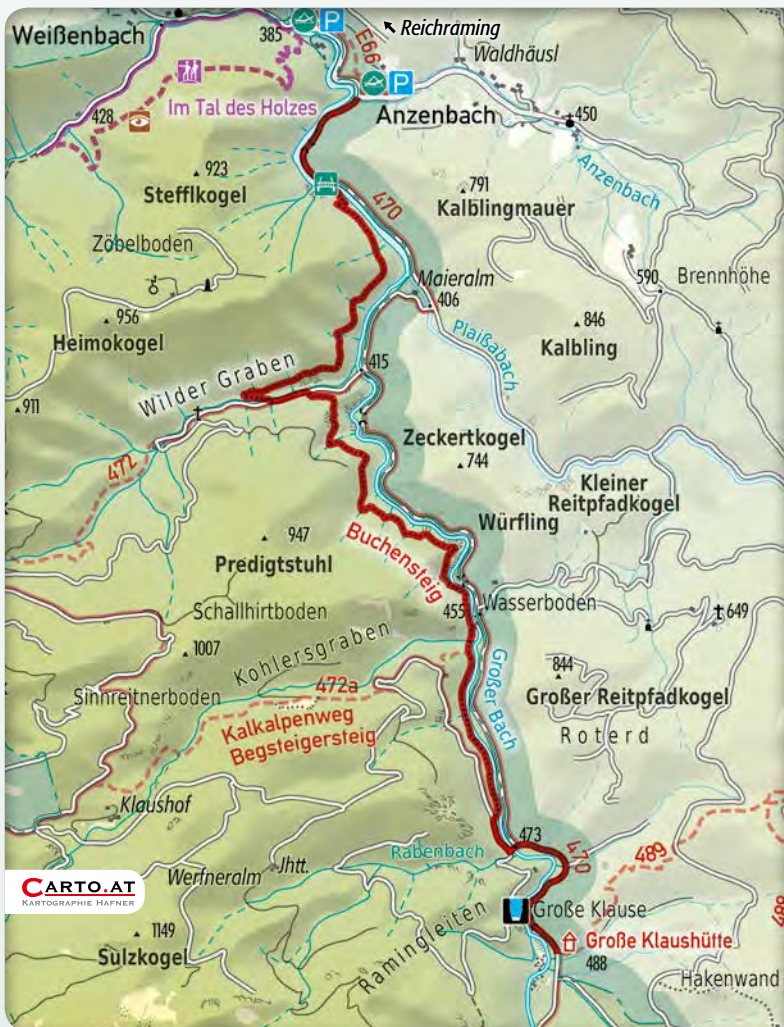 Reichraming
Weißenbach
385
P
E66
Waldhäusl
P
Im Tal des Holzes
Anzenbach
428
450
Anzenbach
923
Stefflkogel
470
791
Kalblingmauer
Zöbelboden
Maieralm
406
590
Brennhöhe
956
Heimokogel
846
Kalbling
Plaißabach
Wilder Graben
415
911
Zeckertkogel
744
472
Kleiner
Reitpfadkogel
Würfling
947
Predigtstuhl
Buchensteig
Wasserboden
455
649
Schallhirtboden
1007
Kohlersgraben
Großer Bach
844
Großer Reitpfadkogel
Sinnreitnerboden
472a
Kalkalpenweg
Begsteigersteig
Roterd
Klaushof
473
470
489
Rabenbach
Werfneralm
Jhtt.
CARTO.AT
KARTOGRAPHIE HAFNER
Ramingleiten
Große Klause
1149
Sulzkogel
Große Klaushütte
488
Hakenwand